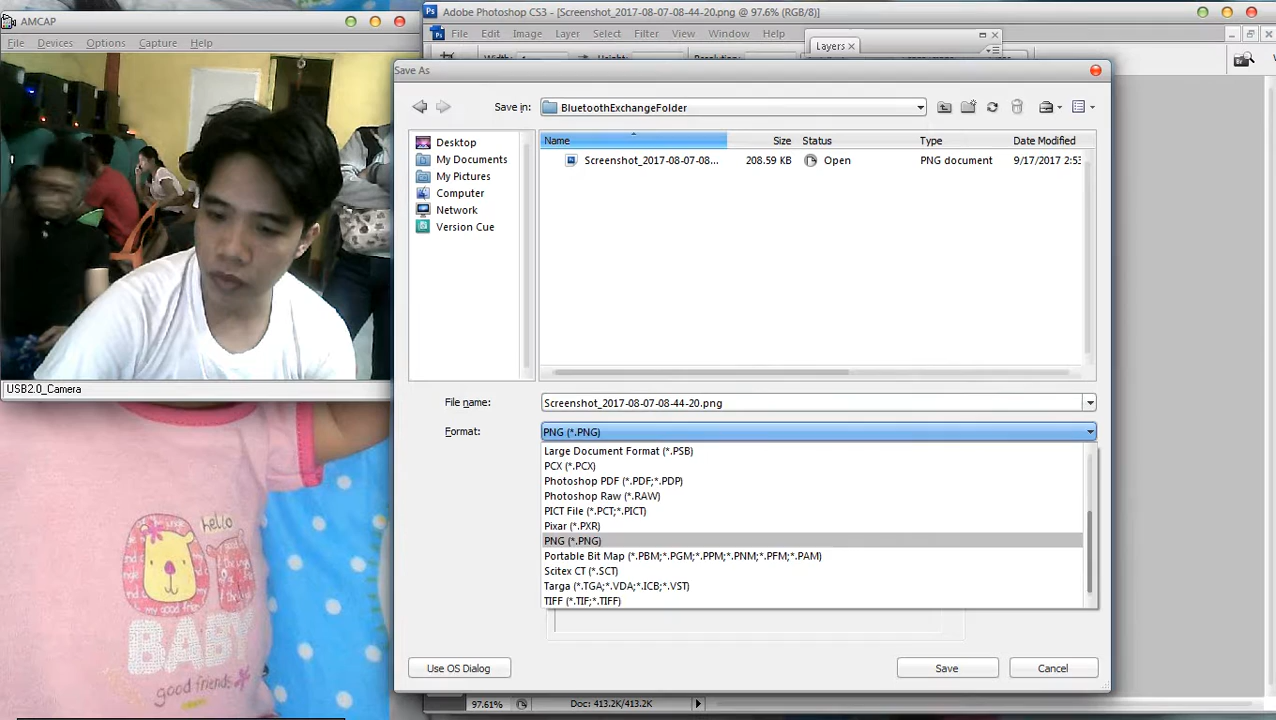 AMCAP
File Devices Options Capture Help
USB2.0_Camera
hello
BABY
good friends
Adobe Photoshop CS3 - [Screenshot_2017-08-07-08-44-20.png @ 97.6% (RGB/8)]
File Edit Image Layer Select Filter View Window Help
Layers
Save As
Save in: BluetoothExchangeFolder
Name Size Status Type Date Modified
Desktop
My Documents
My Pictures
Computer
Network
Version Cue
Screenshot_2017-08-07-08... 208.59 KB Open PNG document 9/17/2017 2:53
File name: Screenshot_2017-08-07-08-44-20.png
Format: PNG (*.PNG)
Large Document Format (*.PSB)
PCX (*.PCX)
Photoshop PDF (*.PDF;*.PDP)
Photoshop Raw (*.RAW)
PICT File (*.PCT;*.PICT)
Pixar (*.PXR)
PNG (*.PNG)
Portable Bit Map (*.PBM;*.PGM;*.PPM;*.PNM;*.PFM;*.PAM)
Scitex CT (*.SCT)
Targa (*.TGA;*.VDA;*.ICB;*.VST)
TIFF (*.TIF;*.TIFF)
Use OS Dialog Save Cancel
97.61% Doc: 413.2K/413.2K